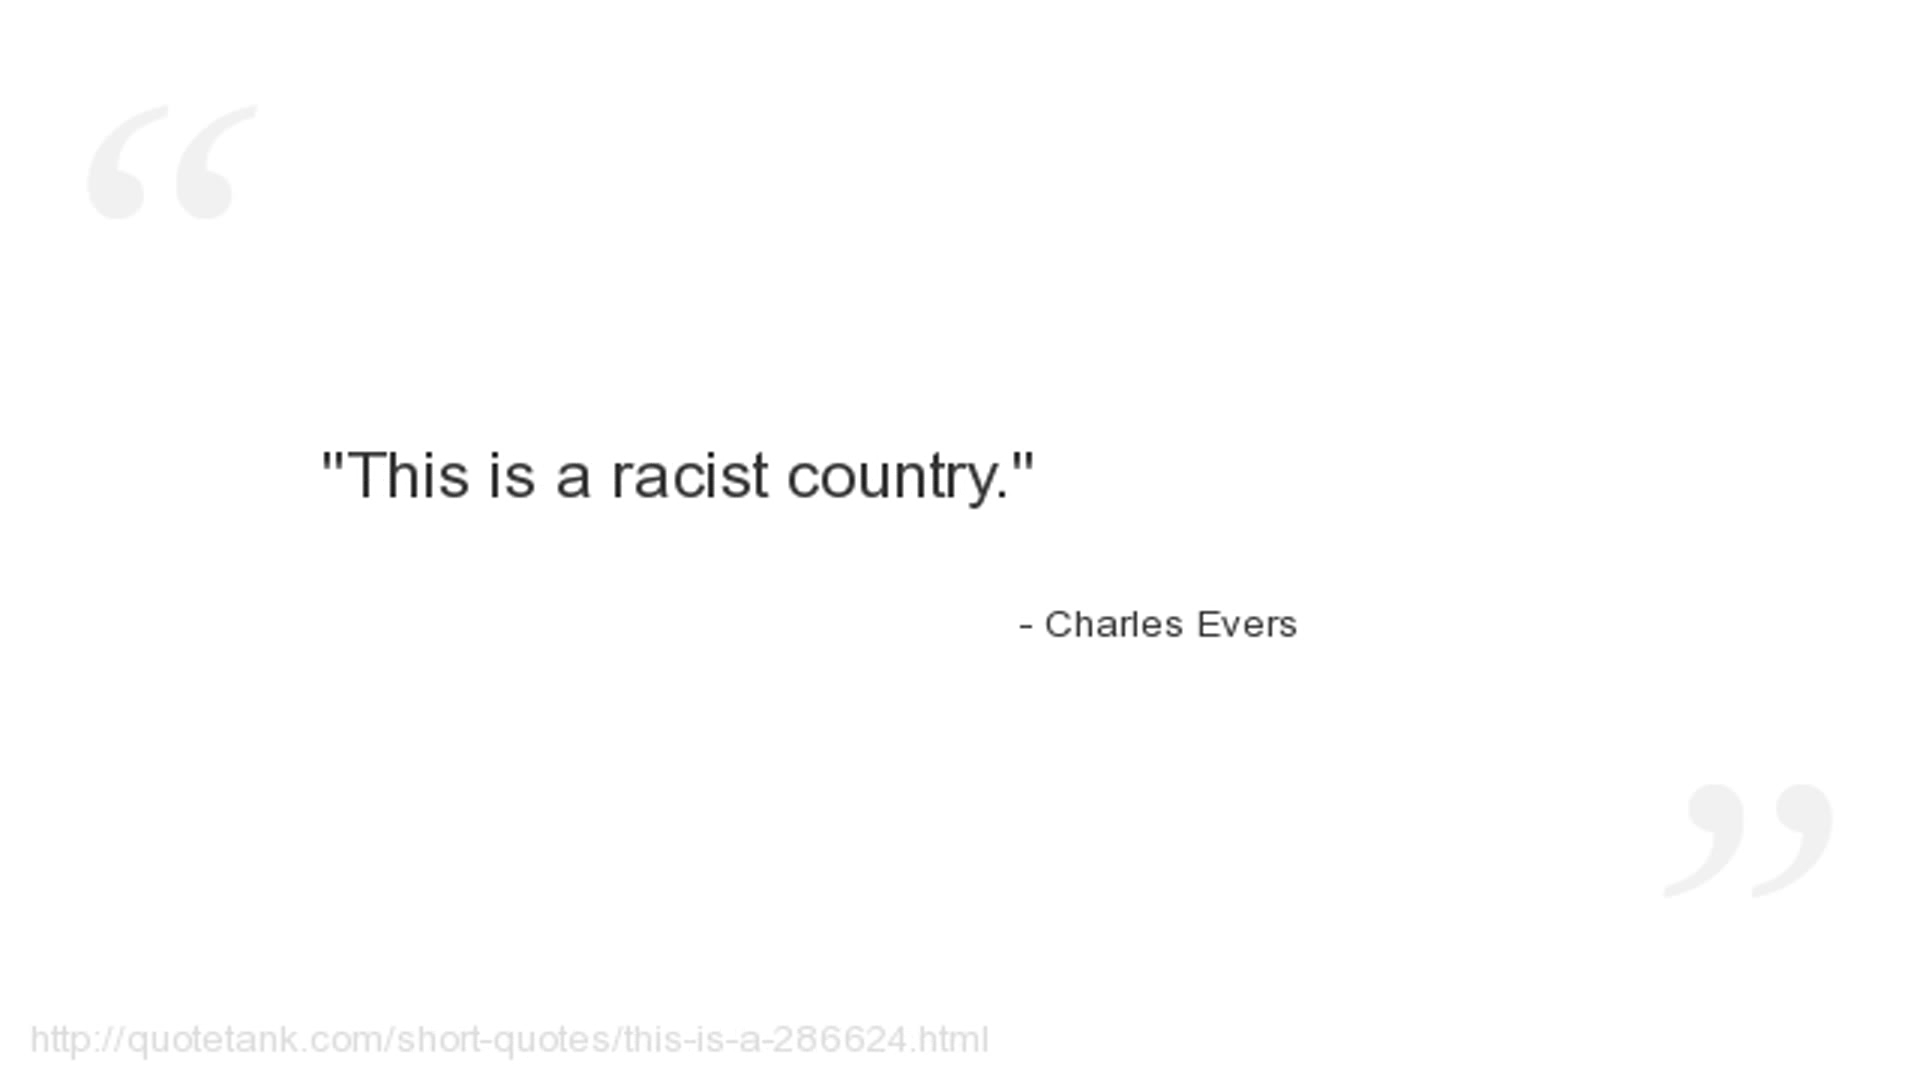 "This is a racist country."
- Charles Evers
http://quotetank.com/short-quotes/this-is-a-286624.html